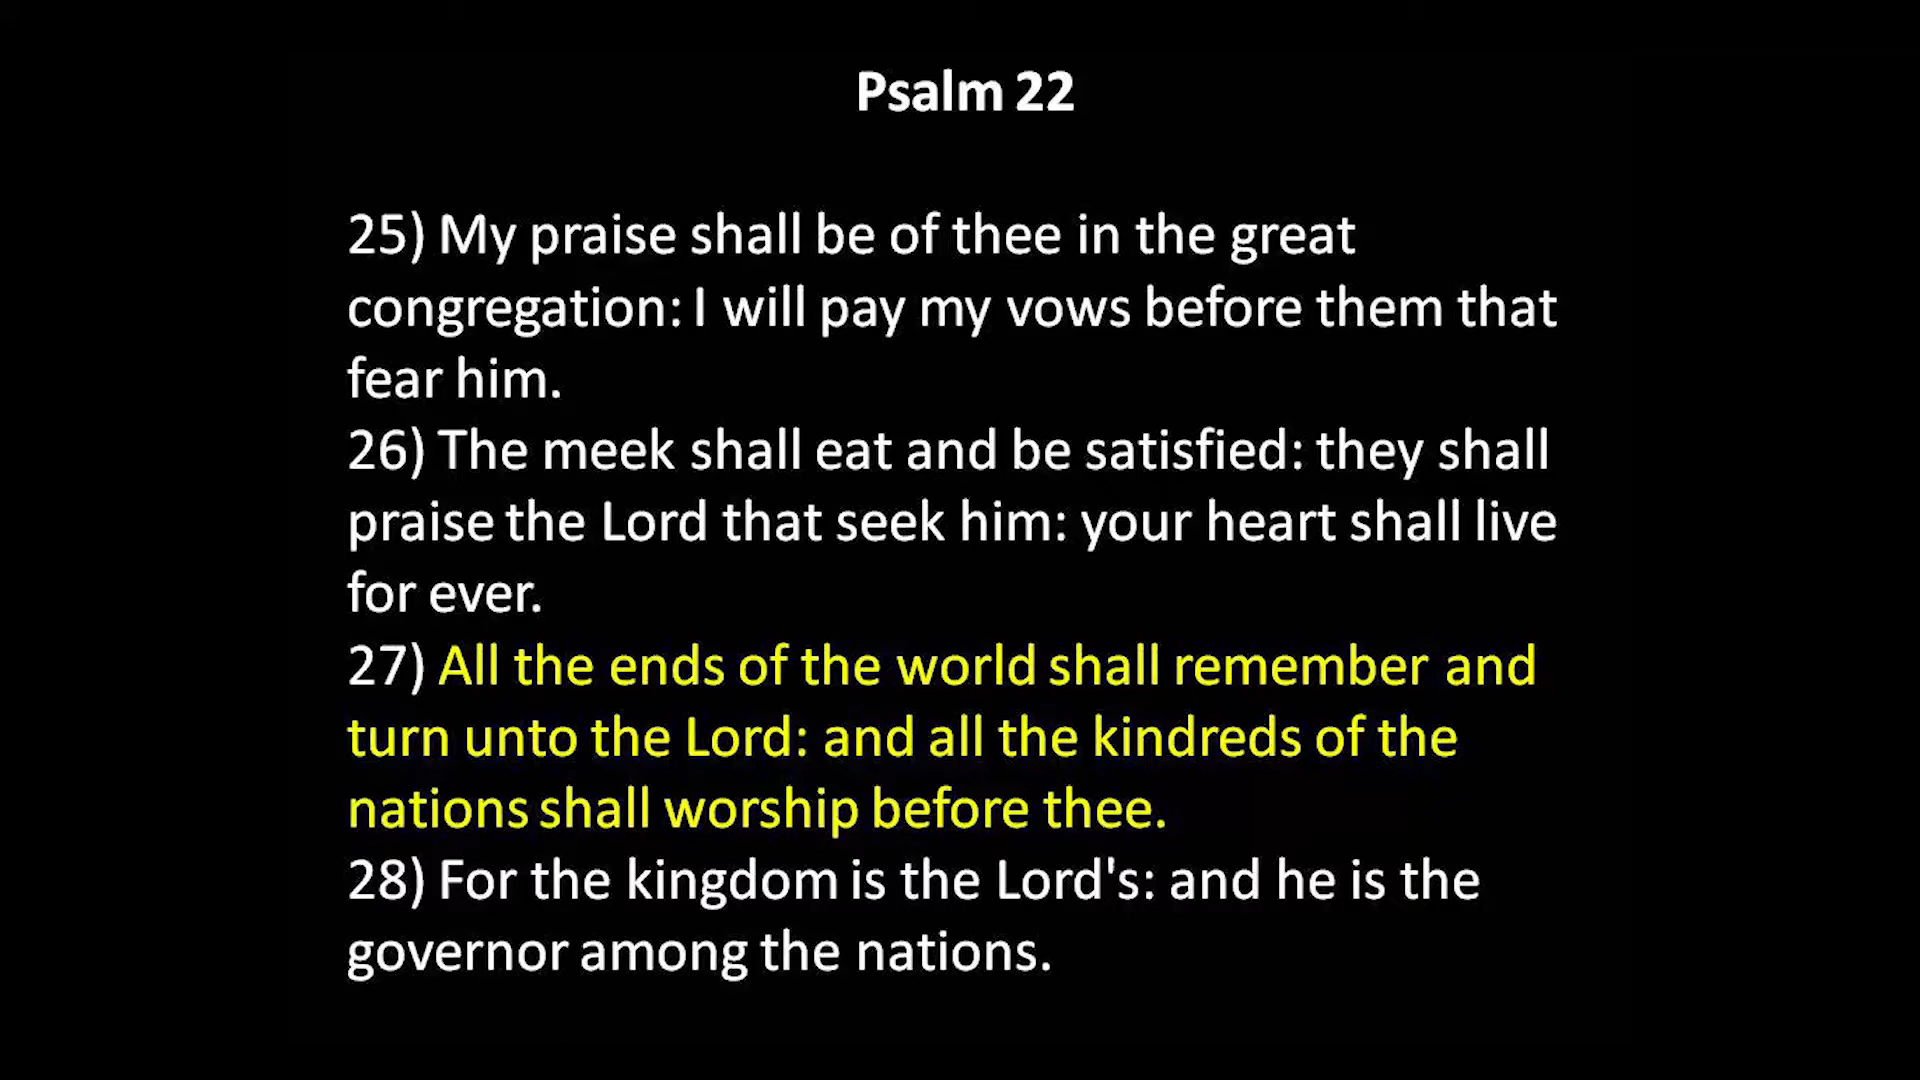 Psalm 22
25) My praise shall be of thee in the great
congregation: I will pay my vows before them that
fear him.
26) The meek shall eat and be satisfied: they shall
praise the Lord that seek him: your heart shall live
for ever.
27) All the ends of the world shall remember and
turn unto the Lord: and all the kindreds of the
nations shall worship before thee.
28) For the kingdom is the Lord's: and he is the
governor among the nations.